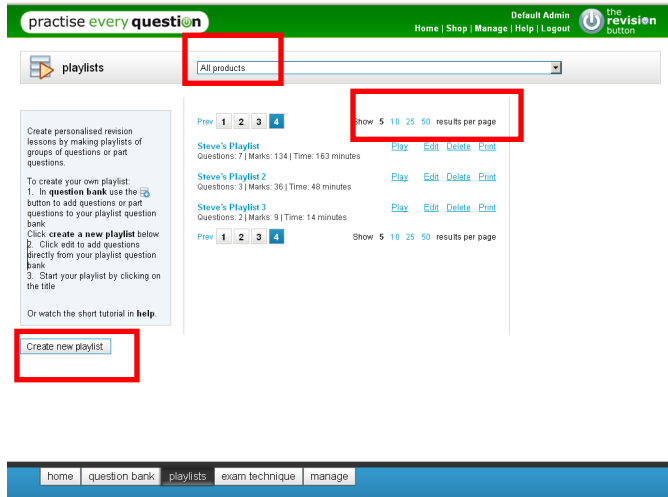 practise every question
Default Admin
Home | Shop | Manage | Help | Logout
the
revision
button
playlists
All products
Prev 1 2 3 4
Show 5 10 25 50 results per page
Create personalised revision
lessons by making playlists of
groups of questions or part
questions.
To create your own playlist:
1. In question bank use the
button to add questions or part
questions to your playlist question
bank
Click create a new playlist below
2. Click edit to add questions
directly from your playlist question
bank
3. Start your playlist by clicking on
the title
Or watch the short tutorial in help.
Steve's Playlist
Play Edit Delete Print
Questions: 7 | Marks: 134 | Time: 163 minutes
Steve's Playlist 2
Play Edit Delete Print
Questions: 3 | Marks: 36 | Time: 48 minutes
Steve's Playlist 3
Play Edit Delete Print
Questions: 2 | Marks: 9 | Time: 14 minutes
Prev 1 2 3 4
Show 5 10 25 50 results per page
Create new playlist
home question bank playlists exam technique manage